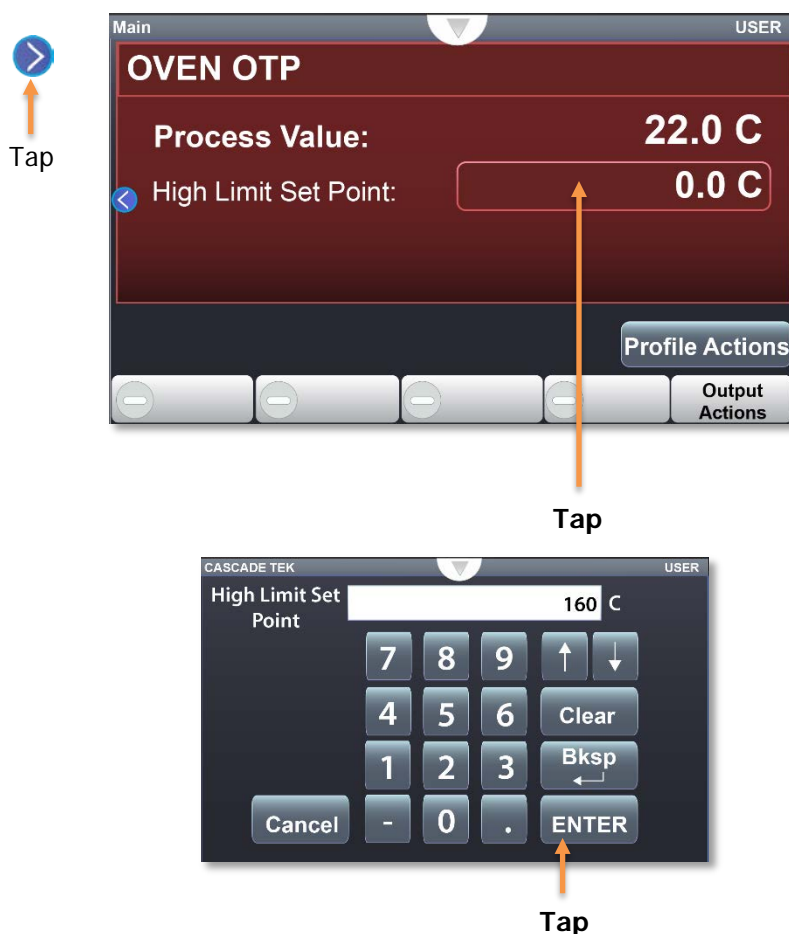 Main USER
OVEN OTP
Tap
Process Value: 22.0 C
High Limit Set Point: 0.0 C
Profile Actions
Output
Actions
Tap
CASCADE TEK USER
High Limit Set
Point
160 C
7 8 9 ↑ ↓
4 5 6 Clear
1 2 3 Bksp
Cancel - 0 . ENTER
Tap